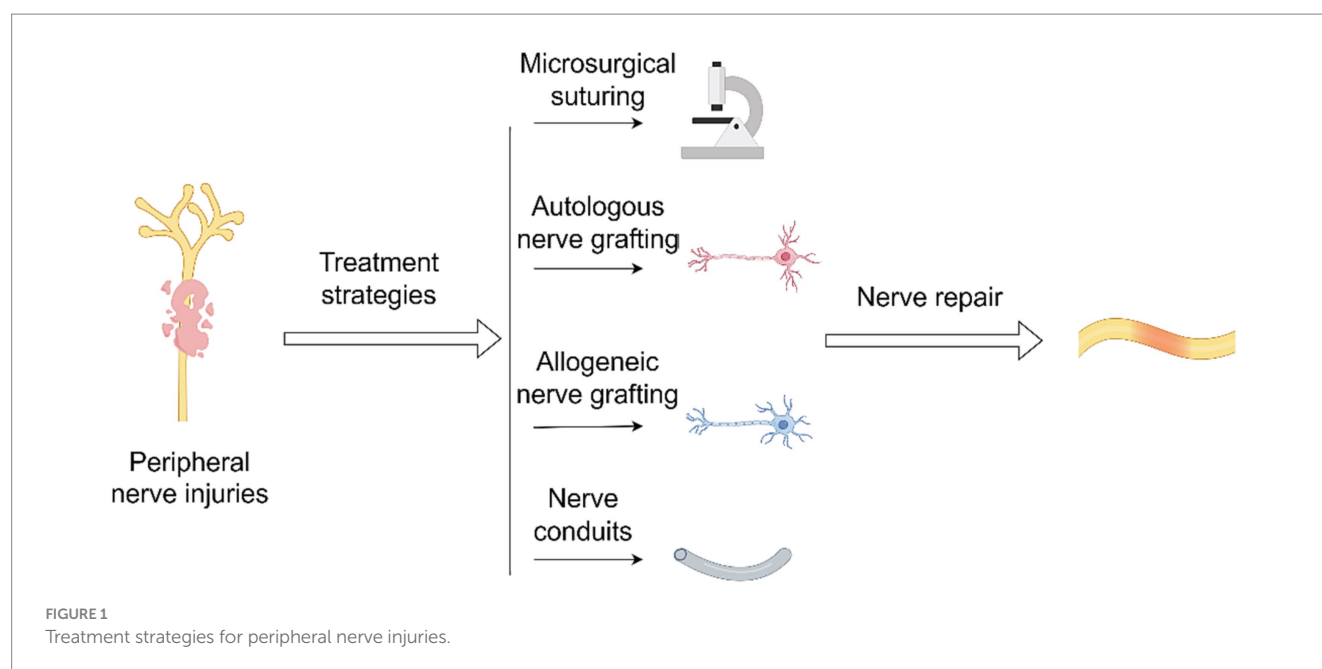 Peripheral
nerve injuries
Treatment
strategies
Microsurgical
suturing
Autologous
nerve grafting
Allogeneic
nerve grafting
Nerve
conduits
Nerve repair
FIGURE 1
Treatment strategies for peripheral nerve injuries.